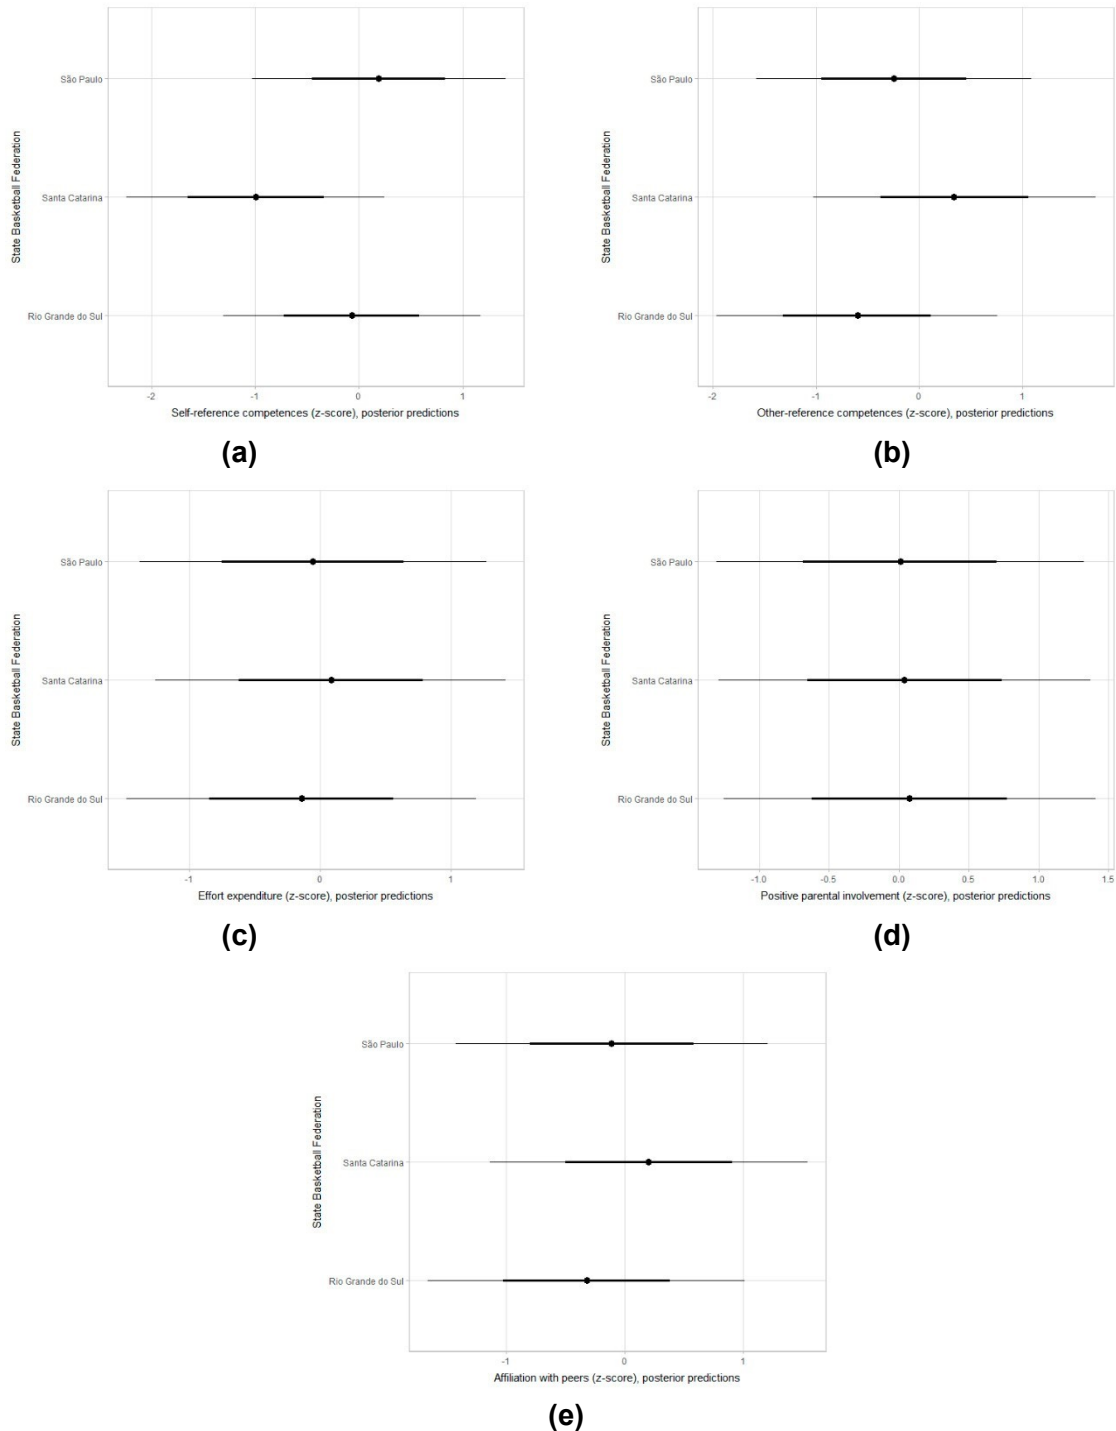 São Paulo
Santa Catarina
Rio Grande do Sul
State Basketball Federation
-2 -1 0 1
Self-reference competences (z-score), posterior predictions
(a)
São Paulo
Santa Catarina
Rio Grande do Sul
State Basketball Federation
-2 -1 0 1
Other-reference competences (z-score), posterior predictions
(b)
São Paulo
Santa Catarina
Rio Grande do Sul
State Basketball Federation
-1 0 1
Effort expenditure (z-score), posterior predictions
(c)
São Paulo
Santa Catarina
Rio Grande do Sul
State Basketball Federation
-1.0 -0.5 0.0 0.5 1.0 1.5
Positive parental involvement (z-score), posterior predictions
(d)
São Paulo
Santa Catarina
Rio Grande do Sul
State Basketball Federation
-1 0 1
Affiliation with peers (z-score), posterior predictions
(e)